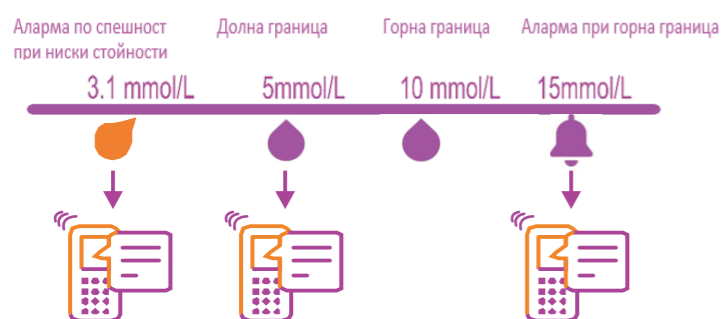 Аларма по спешност
при ниски стойности
Долна граница
Горна граница
Аларма при горна граница
3.1 mmol/L
5mmol/L
10 mmol/L
15mmol/L